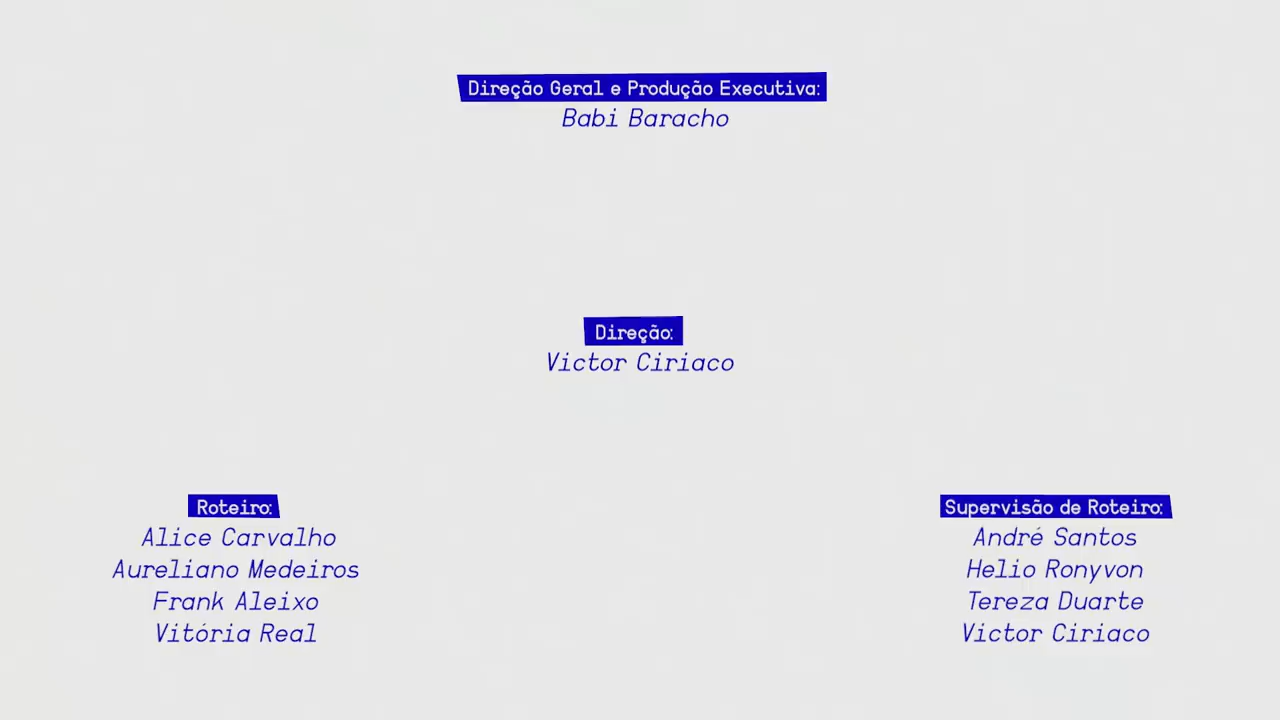 Direção Geral e Produção Executiva:
Babi Baracho
Direção:
Victor Ciriaco
Roteiro:
Alice Carvalho
Aureliano Medeiros
Frank Aleixo
Vitória Real
Supervisão de Roteiro:
André Santos
Helio Ronyvon
Tereza Duarte
Victor Ciriaco